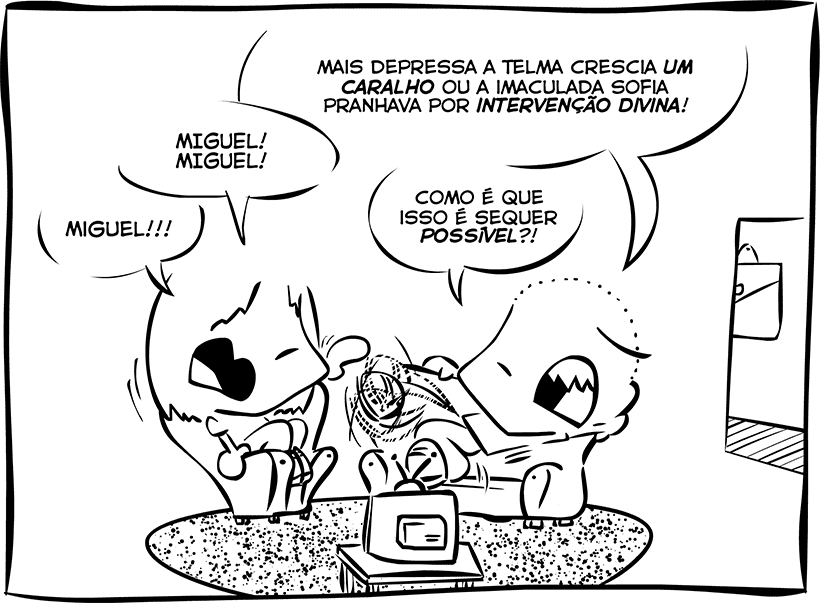 MIGUEL!!!
MIGUEL!
MIGUEL!
MAIS DEPRESSA A TELMA CRESCIA UM
CARALHO OU A IMACULADA SOFIA
PRANHAVA POR INTERVENÇÃO DIVINA!
COMO É QUE
ISSO É SEQUER
POSSÍVEL?!